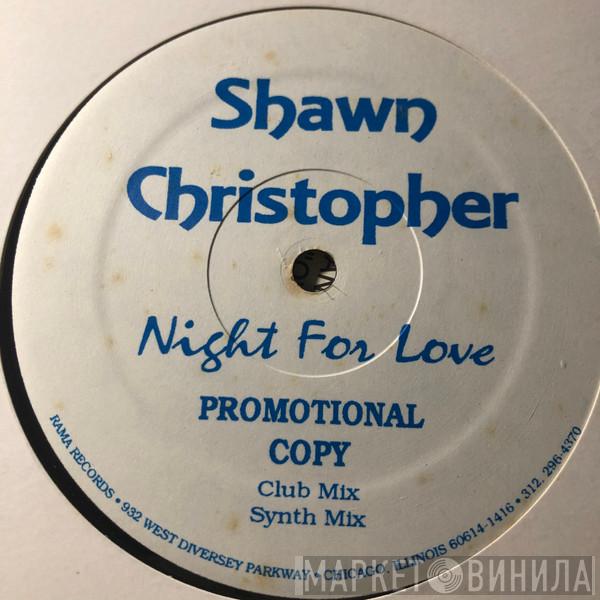 Shawn
Christopher
Night For Love
PROMOTIONAL
COPY
Club Mix
Synth Mix
RAMA RECORDS • 932 WEST DIVERSEY PARKWAY • CHICAGO, ILLINOIS 60614-1416 • 312. 296-4370
МАРКЕТ ВИНИЛА